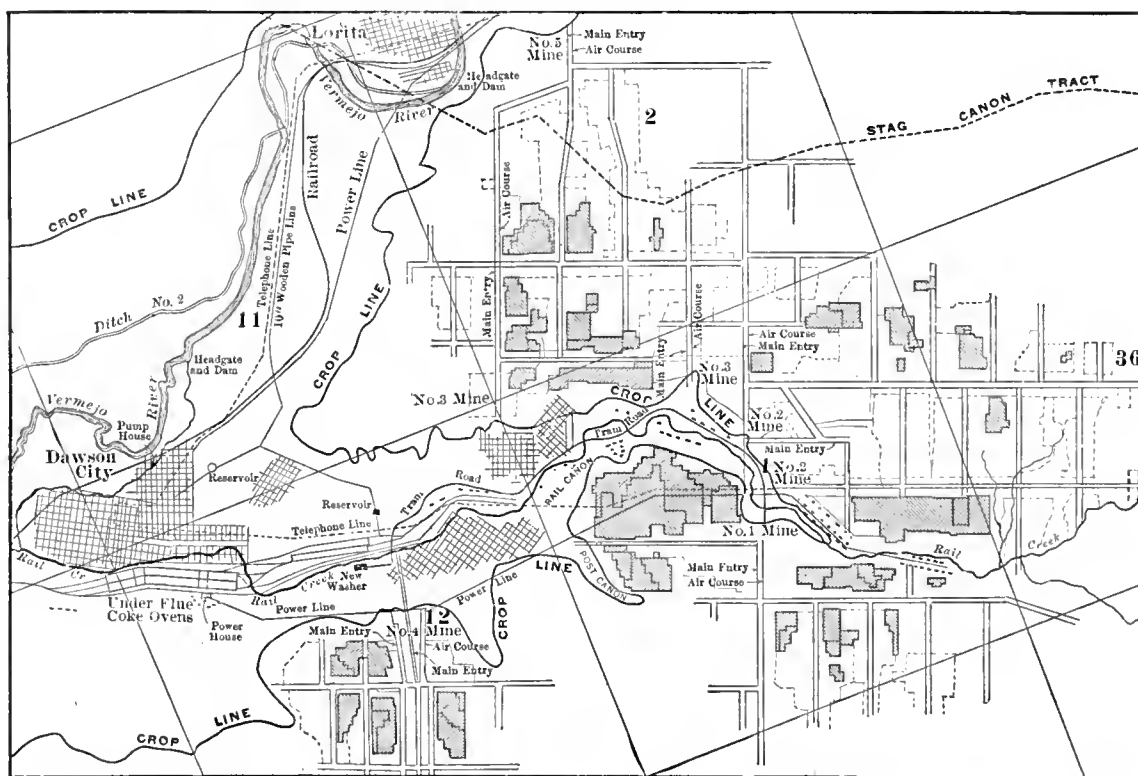 Lorita
No. 5
Mine
Main Entry
Air Course
Headgate
and Dam
Vermejo
River
2
STAG CANON TRACT
CROP LINE
Railroad
Power Line
Telephone Line
10" Wooden Pipe Line
Air Course
Ditch No. 2
11
CROP LINE
Main Entry
Main Entry
Air Course
Air Course
Main Entry
36
Headgate
and Dam
Vermejo
River
Pump
House
Dawson
City
No. 3 Mine
No. 3
Mine
CROP LINE
Tram Road
No. 2
Mine
Main Entry
1
No. 2
Mine
Reservoir
Reservoir
Tram Road
RAIL CANON
Telephone Line
No. 1 Mine
Rail Cr
Rail Creek
New
Washer
Rail Creek
POST CANON
Main Entry
Air Course
Under Flue
Coke Ovens
Power
House
Power Line
Power Line
CROP LINE
12
Main Entry
No. 4 Mine
Air Course
Main Entry
CROP LINE